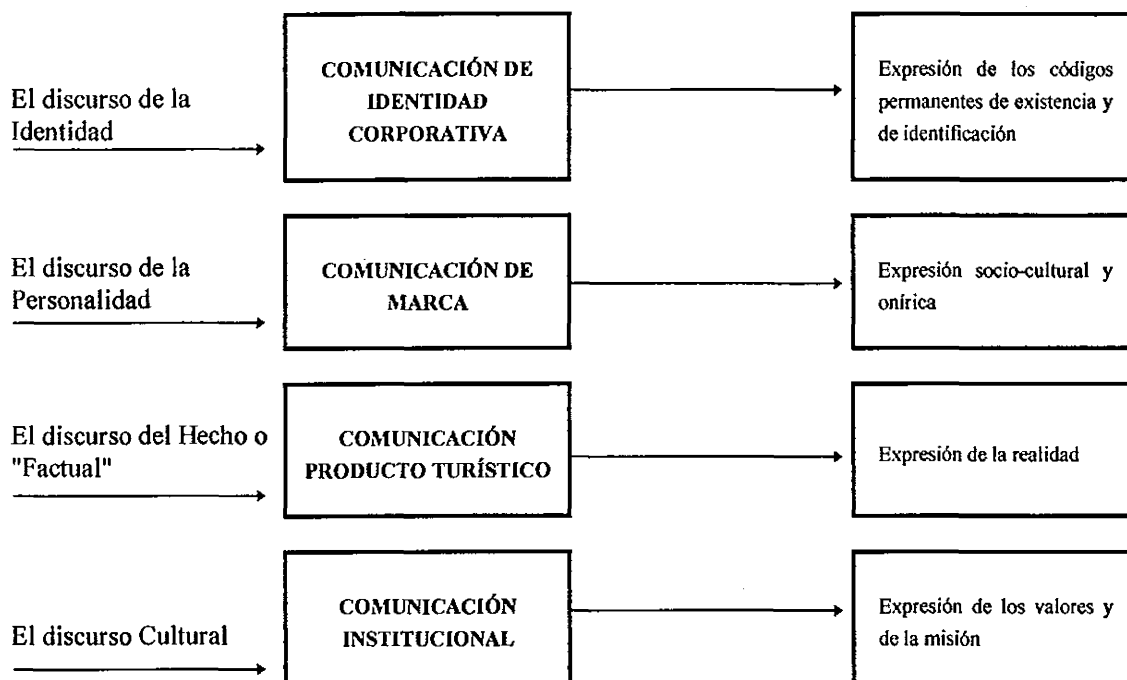 El discurso de la
Identidad
COMUNICACIÓN DE
IDENTIDAD
CORPORATIVA
Expresión de los códigos
permanentes de existencia y
de identificación
El discurso de la
Personalidad
COMUNICACIÓN DE
MARCA
Expresión socio-cultural y
onírica
El discurso del Hecho o
"Factual"
COMUNICACIÓN
PRODUCTO TURÍSTICO
Expresión de la realidad
El discurso Cultural
COMUNICACIÓN
INSTITUCIONAL
Expresión de los valores y
de la misión